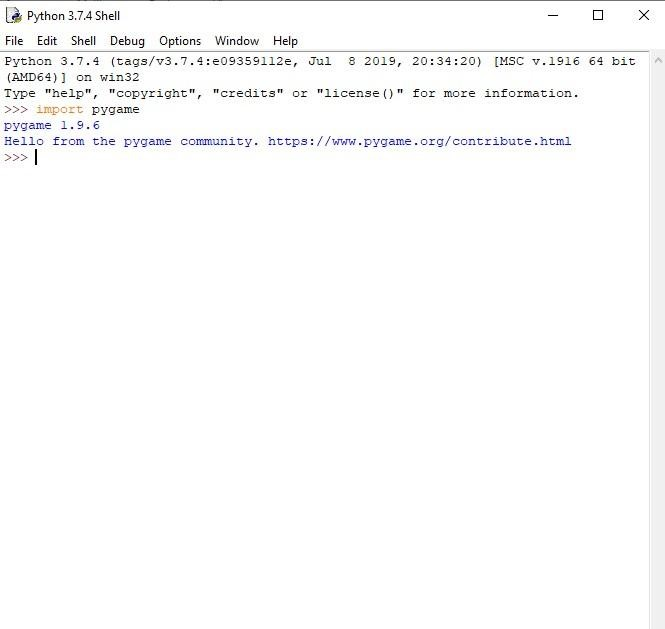 Python 3.7.4 Shell
File Edit Shell Debug Options Window Help
Python 3.7.4 (tags/v3.7.4:e09359112e, Jul  8 2019, 20:34:20) [MSC v.1916 64 bit
(AMD64)] on win32
Type "help", "copyright", "credits" or "license()" for more information.
>>> import pygame
pygame 1.9.6
Hello from the pygame community. https://www.pygame.org/contribute.html
>>>